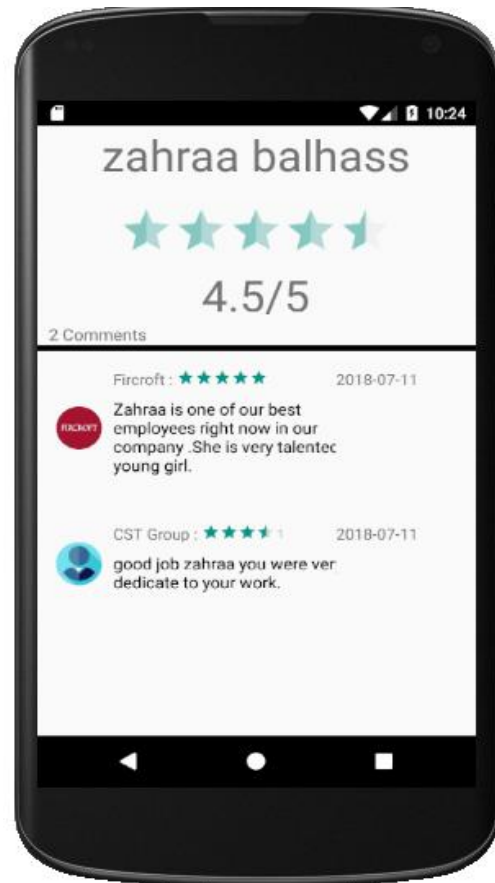 10:24
zahraa balhass
4.5/5
2 Comments
Fircroft : 2018-07-11
Zahraa is one of our best
employees right now in our
company .She is very talented
young girl.
FIRCROFT
CST Group : 2018-07-11
good job zahraa you were ver
dedicate to your work.